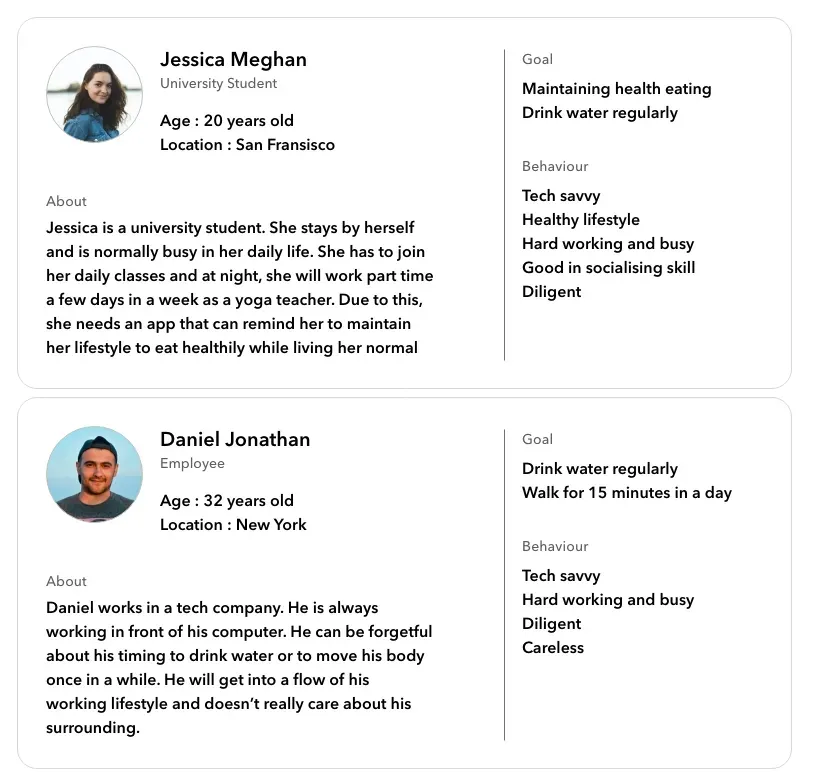 Jessica Meghan
University Student
Age : 20 years old
Location : San Fransisco
About
Jessica is a university student. She stays by herself
and is normally busy in her daily life. She has to join
her daily classes and at night, she will work part time
a few days in a week as a yoga teacher. Due to this,
she needs an app that can remind her to maintain
her lifestyle to eat healthily while living her normal
Goal
Maintaining health eating
Drink water regularly
Behaviour
Tech savvy
Healthy lifestyle
Hard working and busy
Good in socialising skill
Diligent
Daniel Jonathan
Employee
Age : 32 years old
Location : New York
About
Daniel works in a tech company. He is always
working in front of his computer. He can be forgetful
about his timing to drink water or to move his body
once in a while. He will get into a flow of his
working lifestyle and doesn’t really care about his
surrounding.
Goal
Drink water regularly
Walk for 15 minutes in a day
Behaviour
Tech savvy
Hard working and busy
Diligent
Careless